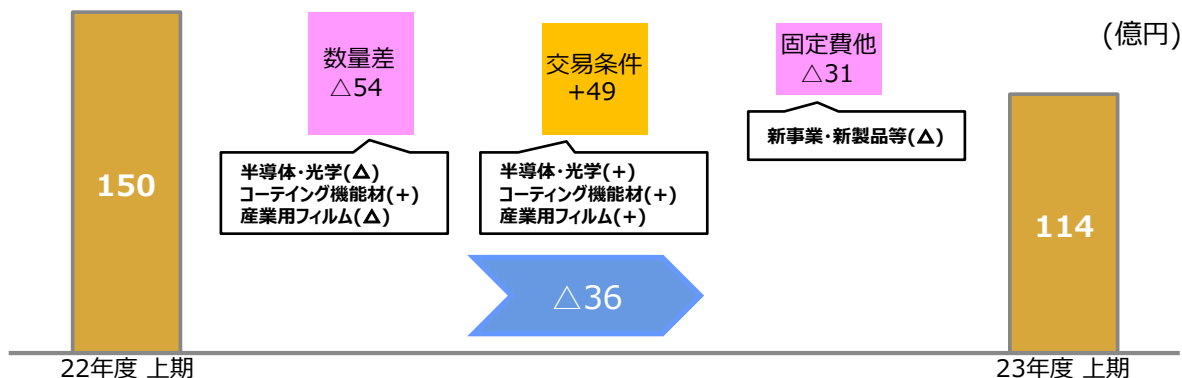 (億円)
150
数量差
△54
半導体・光学(△)
コーテイング機能材(+)
産業用フィルム(△)
交易条件
+49
半導体・光学(+)
コーティング機能材(+)
産業用フィルム(+)
固定費他
△31
新事業・新製品等(△)
114
△36
22年度 上期
23年度 上期